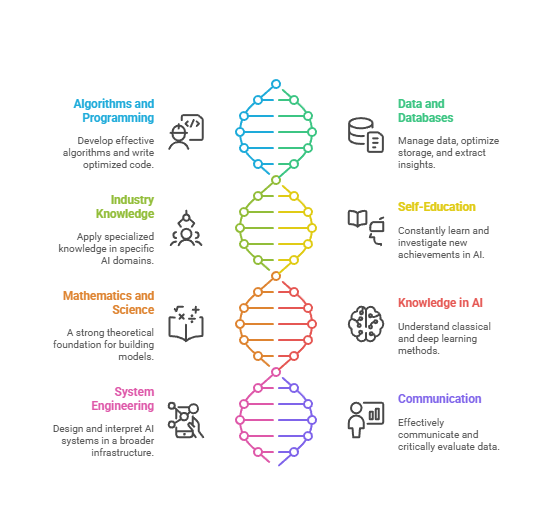 Algorithms and
Programming
Develop effective
algorithms and write
optimized code.
Data and
Databases
Manage data, optimize
storage, and extract
insights.
Industry
Knowledge
Apply specialized
knowledge in specific
AI domains.
Self-Education
Constantly learn and
investigate new
achievements in AI.
Mathematics and
Science
A strong theoretical
foundation for building
models.
Knowledge in AI
Understand classical
and deep learning
methods.
System
Engineering
Design and interpret AI
systems in a broader
infrastructure.
Communication
Effectively
communicate and
critically evaluate data.